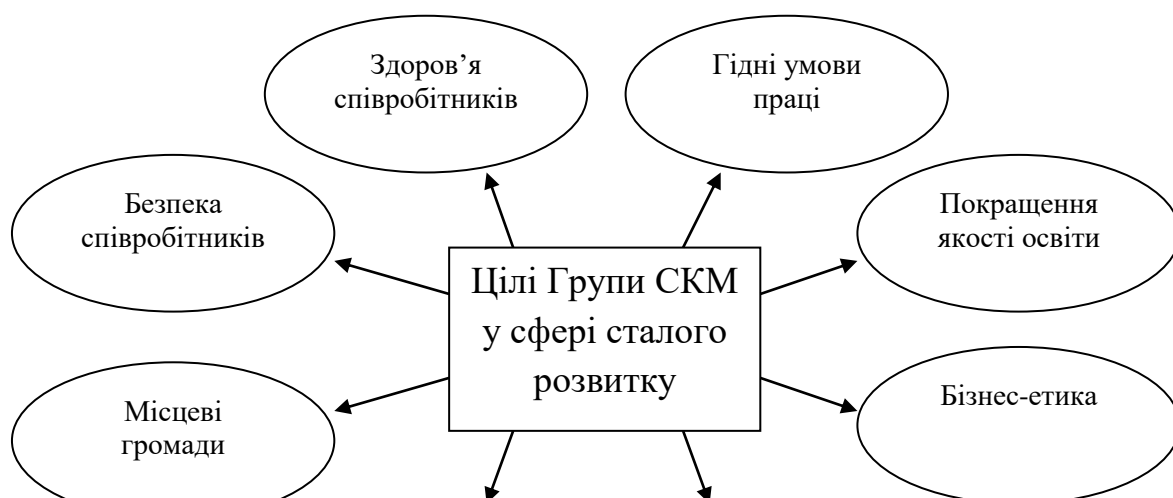 Здоров’я
співробітників
Гідні умови
праці
Безпека
співробітників
Покращення
якості освіти
Цілі Групи СКМ
у сфері сталого
розвитку
Місцеві
громади
Бізнес-етика